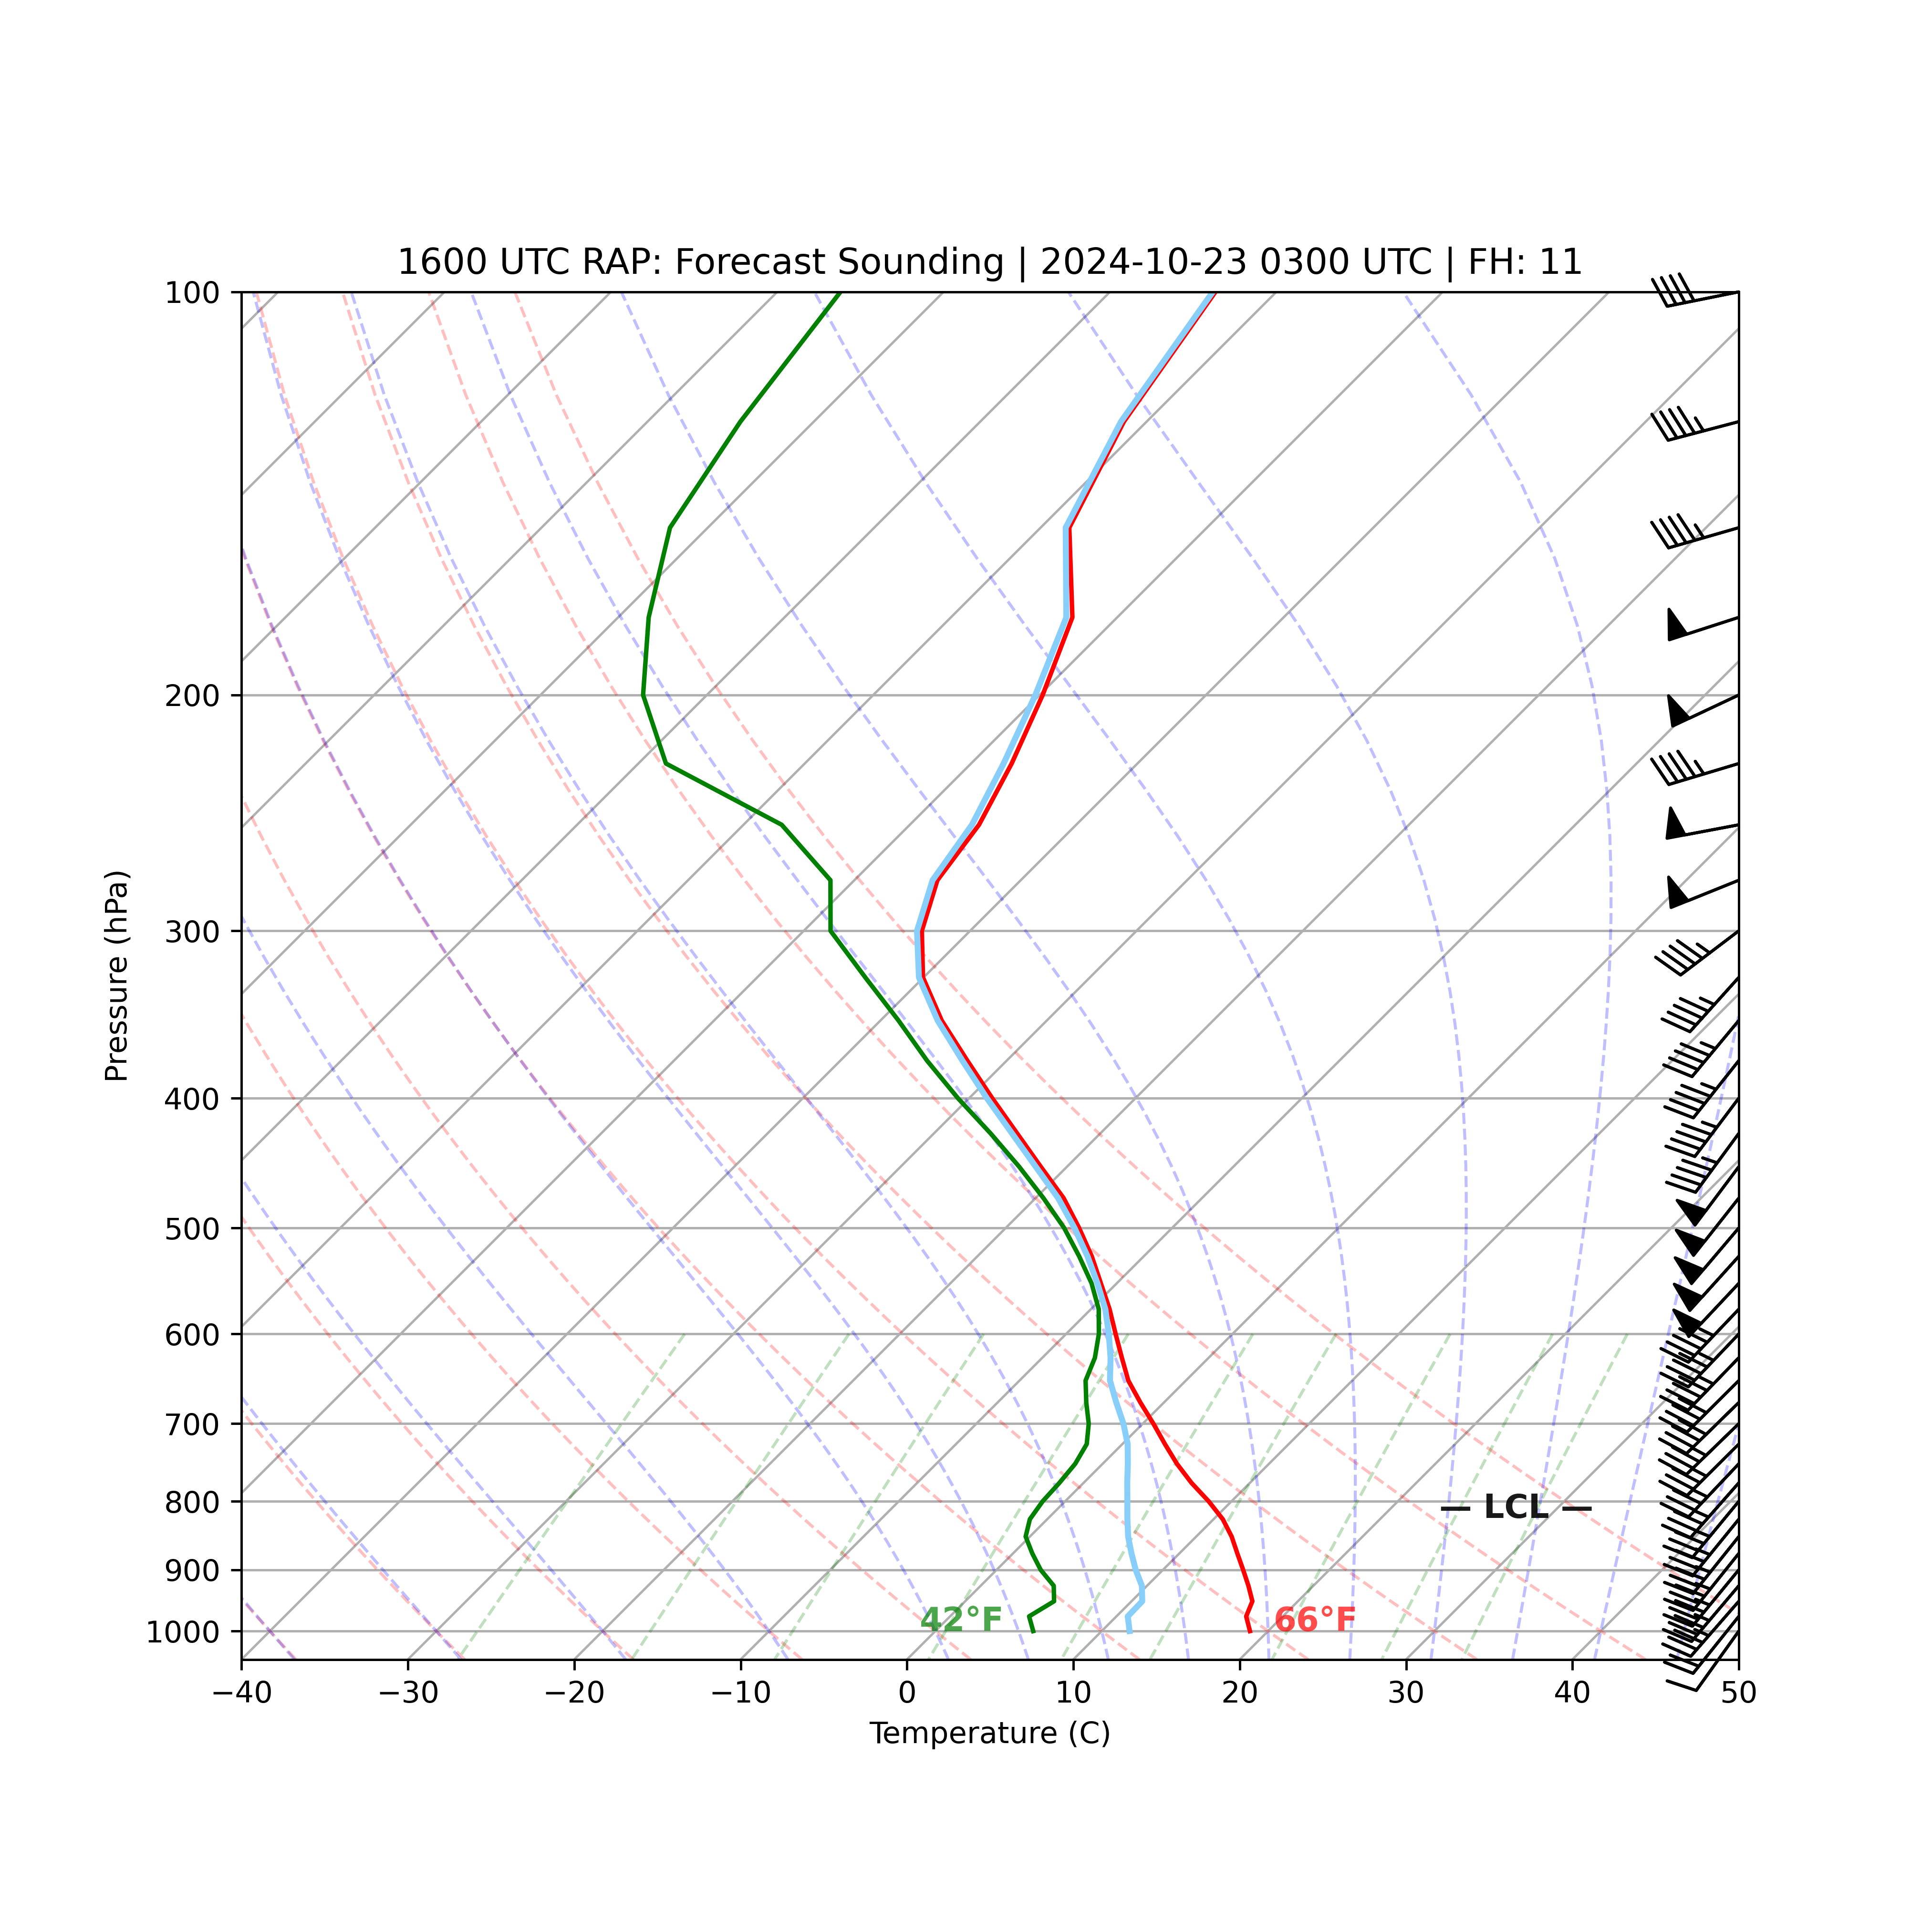 1600 UTC RAP: Forecast Sounding | 2024-10-23 0300 UTC | FH: 11
100
200
300
400
500
600
700
800
900
1000
Pressure (hPa)
— LCL —
42°F
66°F
−40 −30 −20 −10 0 10 20 30 40 50
Temperature (C)